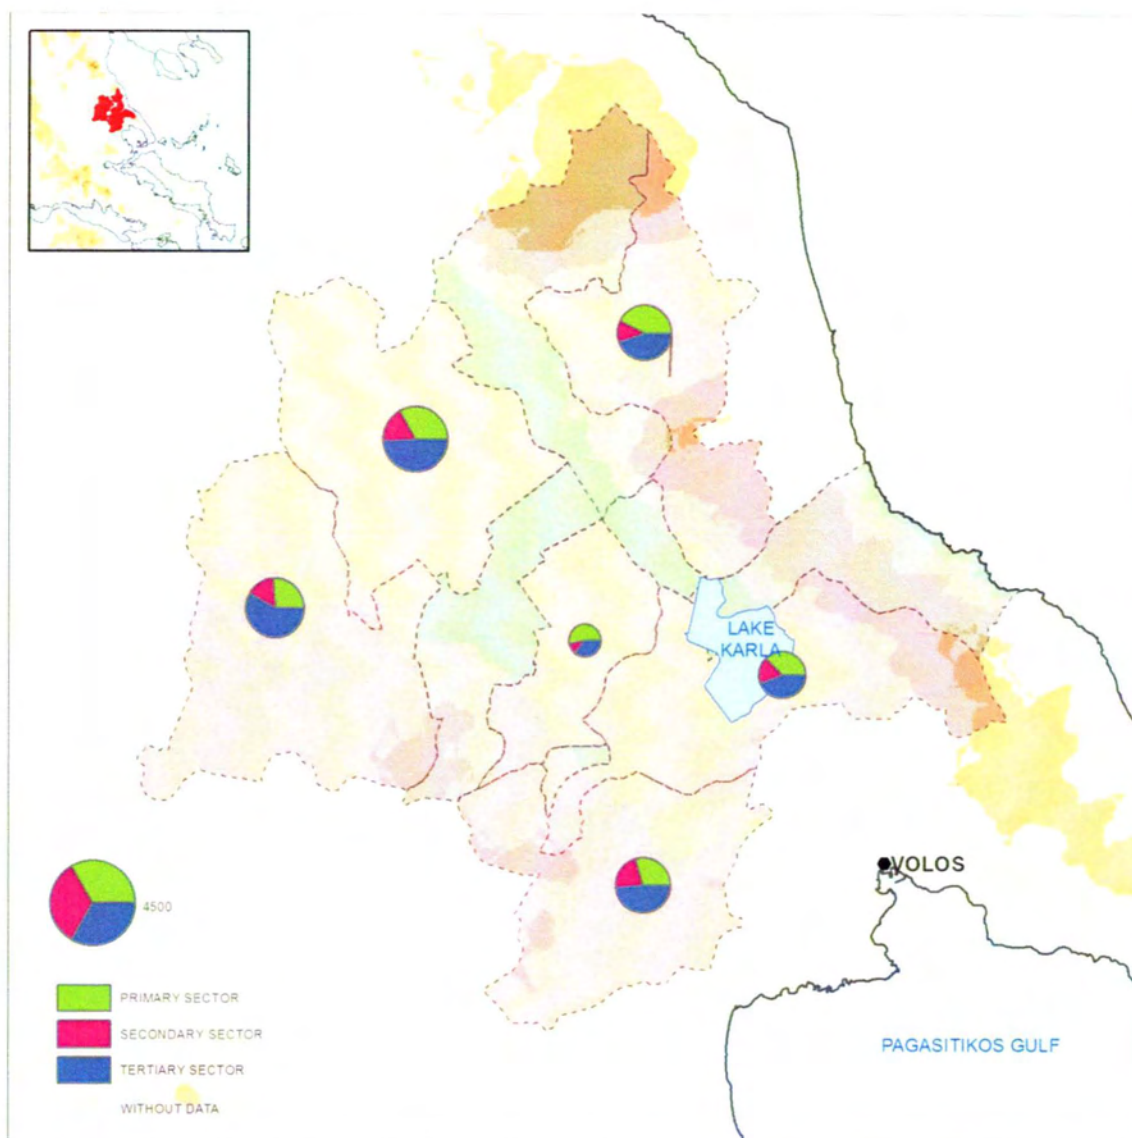 LAKE
KARLA
VOLOS
4500
PRIMARY SECTOR
SECONDARY SECTOR
TERTIARY SECTOR
WITHOUT DATA
PAGASITIKOS GULF